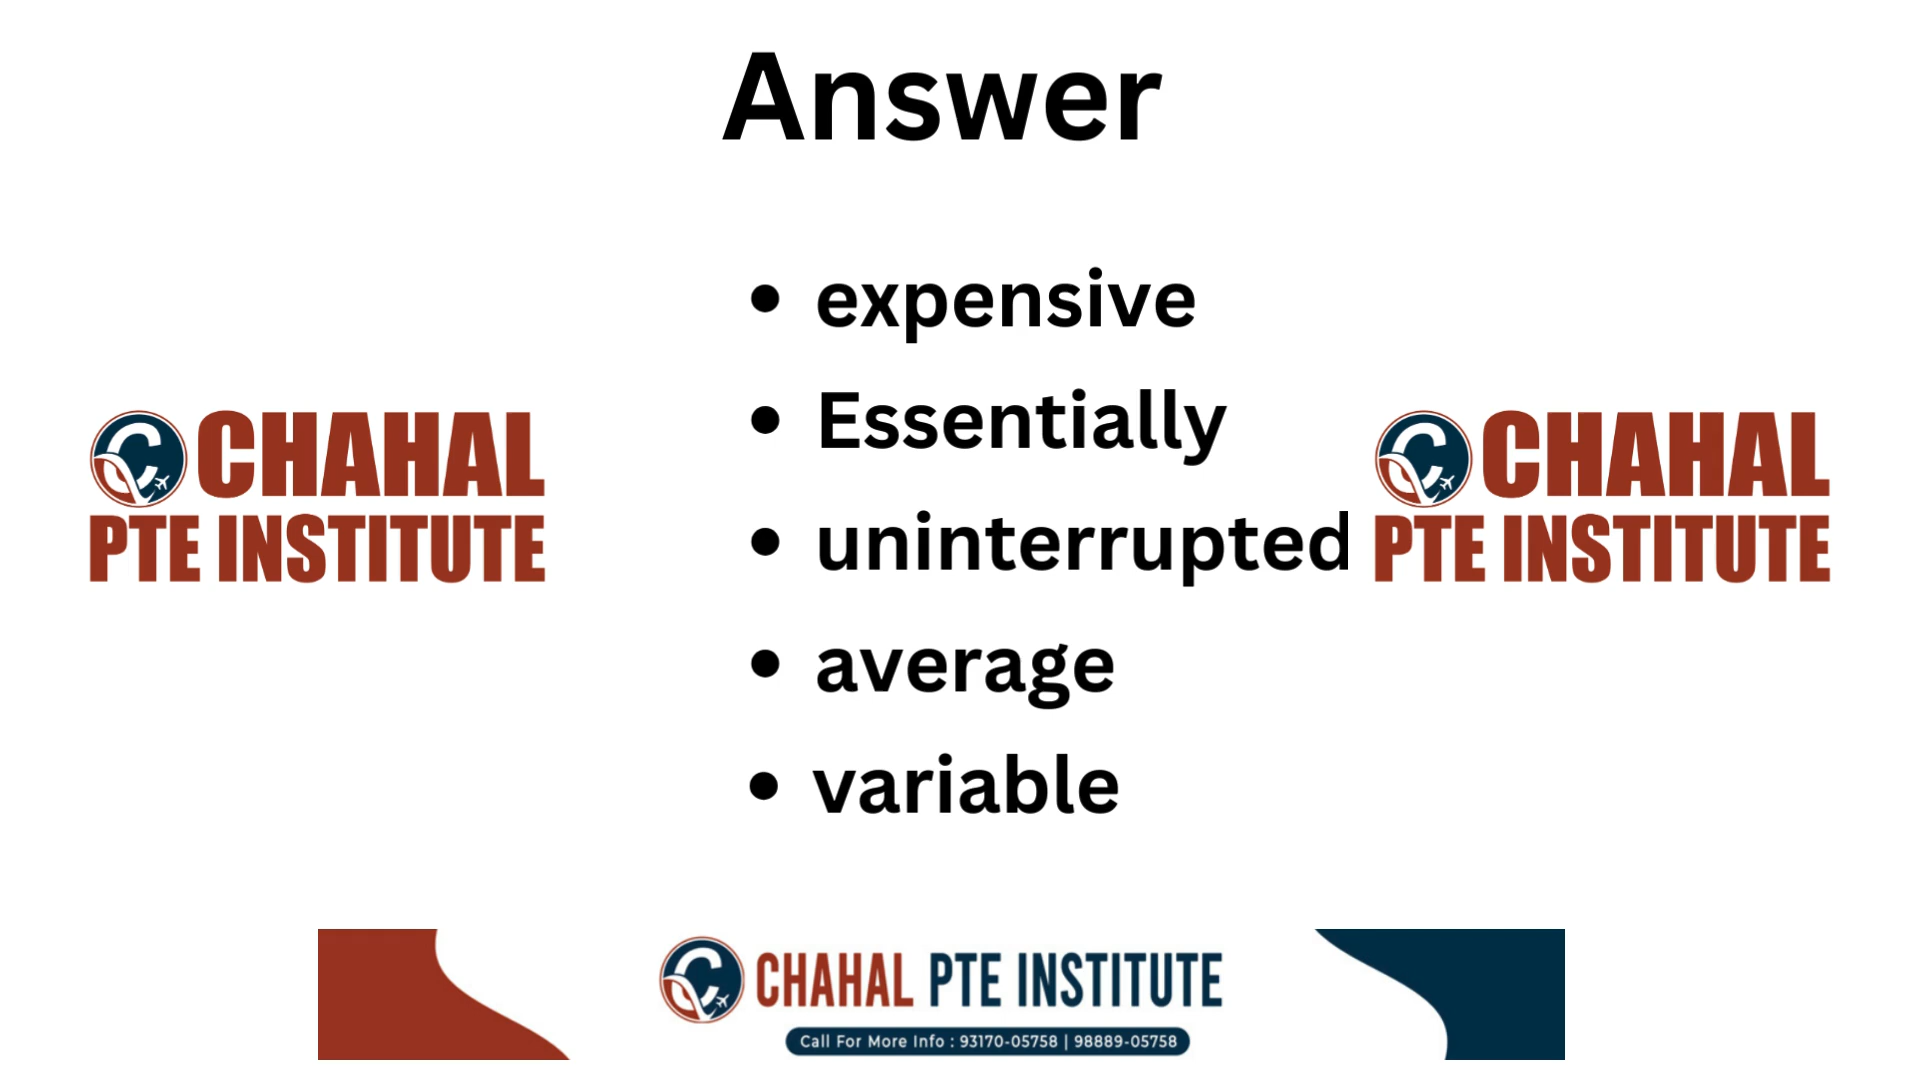 Answer
• expensive
• Essentially
• uninterrupted
• average
• variable
CHAHAL
PTE INSTITUTE
CHAHAL
PTE INSTITUTE
CHAHAL PTE INSTITUTE
Call For More Info : 93170-05758 | 98889-05758